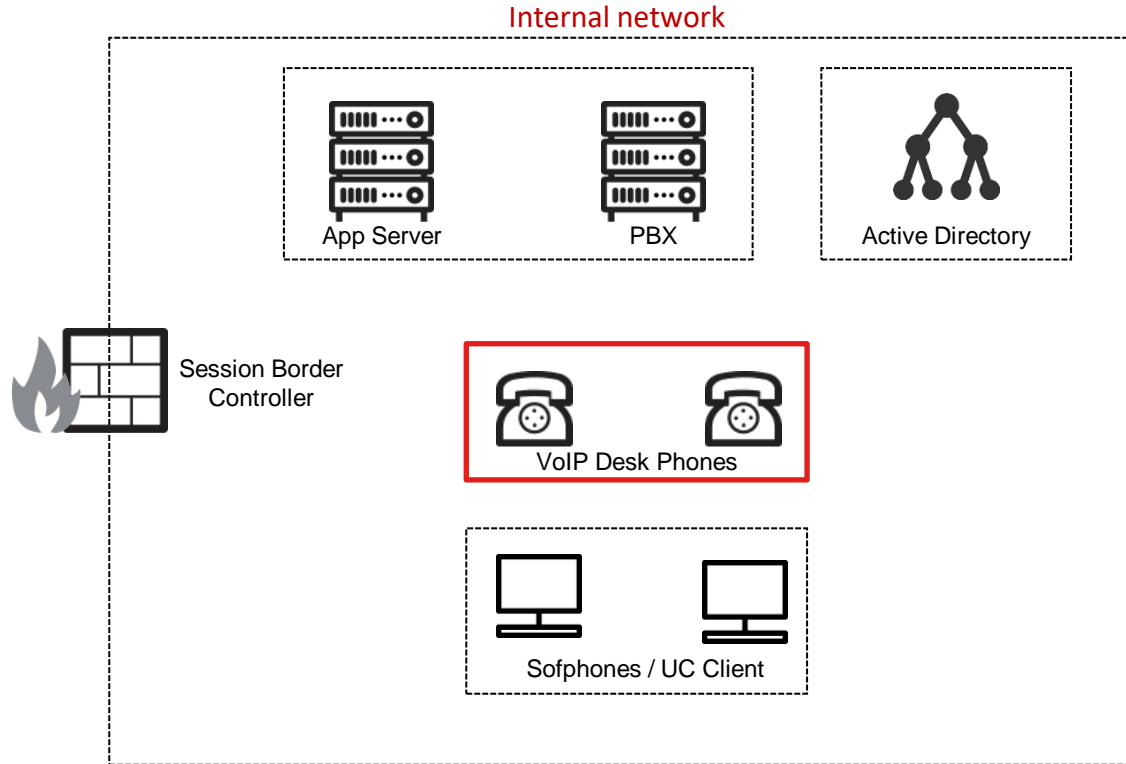 Internal network
App Server
PBX
Active Directory
Session Border
Controller
VoIP Desk Phones
Sofphones / UC Client